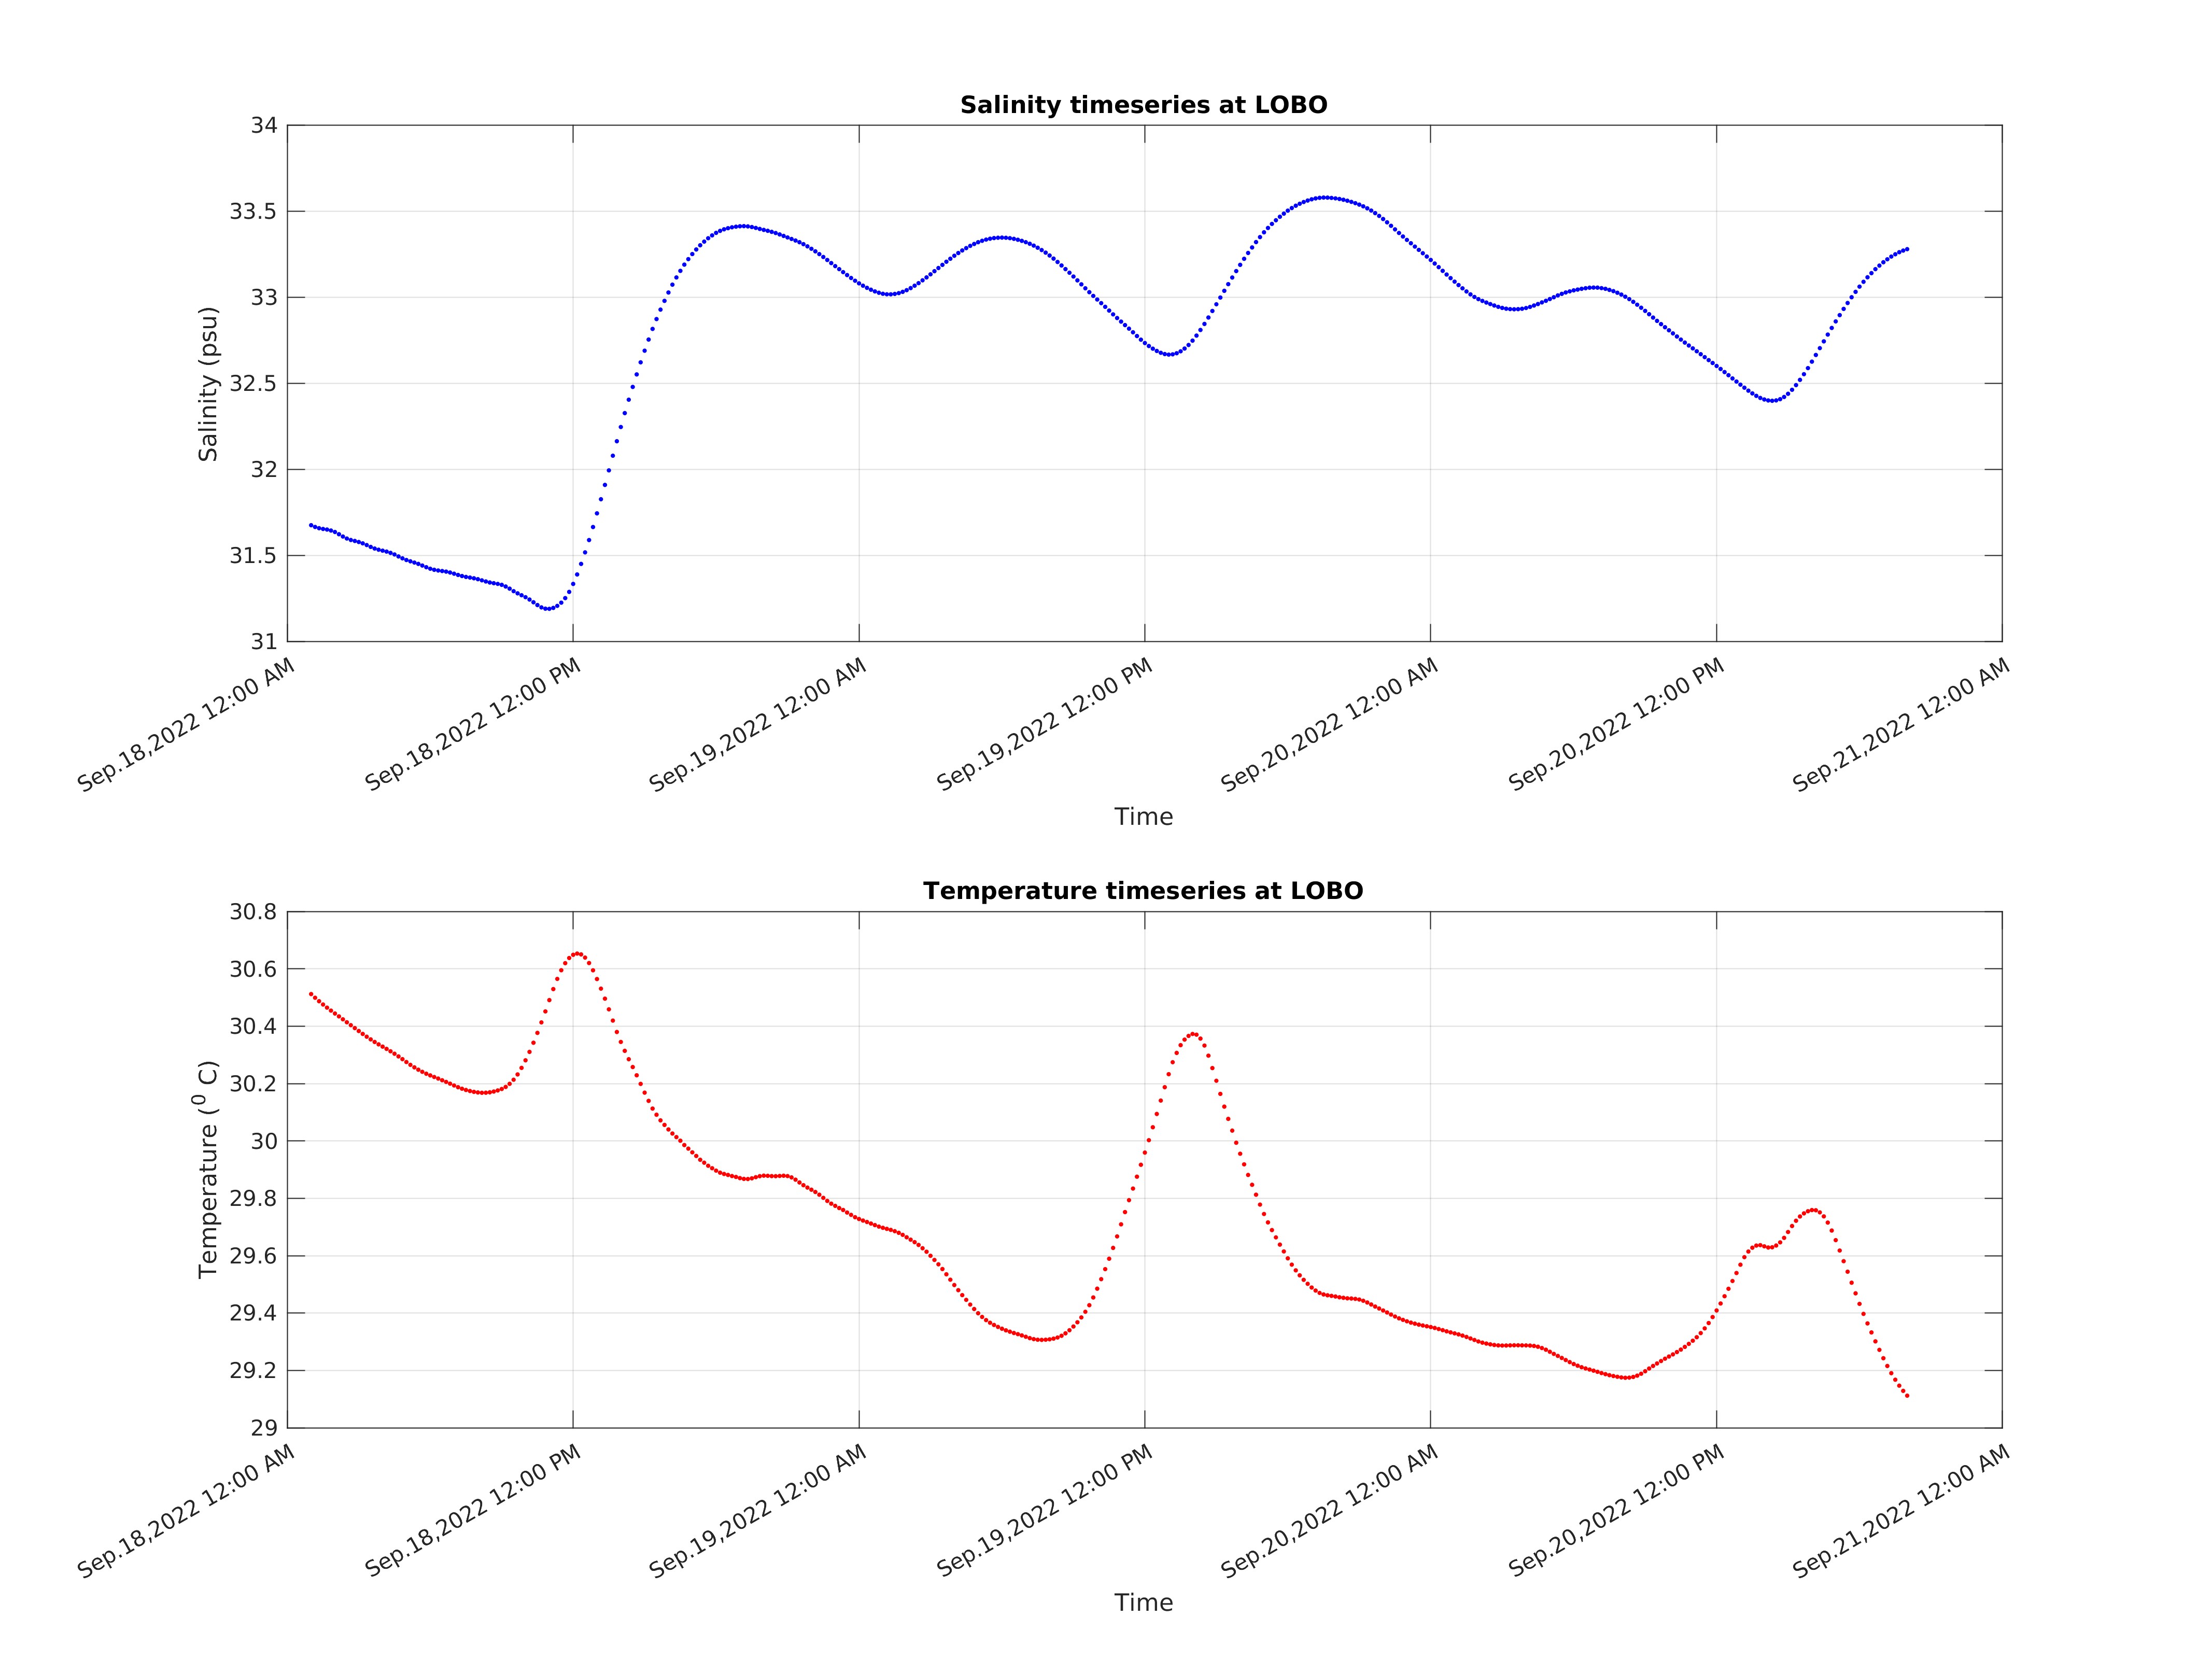 Salinity timeseries at LOBO
34
33.5
33
32.5
32
31.5
31
Salinity (psu)
Sep.18,2022 12:00 AM
Sep.18,2022 12:00 PM
Sep.19,2022 12:00 AM
Sep.19,2022 12:00 PM
Sep.20,2022 12:00 AM
Sep.20,2022 12:00 PM
Sep.21,2022 12:00 AM
Time
Temperature timeseries at LOBO
30.8
30.6
30.4
30.2
30
29.8
29.6
29.4
29.2
29
Temperature (⁰ C)
Sep.18,2022 12:00 AM
Sep.18,2022 12:00 PM
Sep.19,2022 12:00 AM
Sep.19,2022 12:00 PM
Sep.20,2022 12:00 AM
Sep.20,2022 12:00 PM
Sep.21,2022 12:00 AM
Time